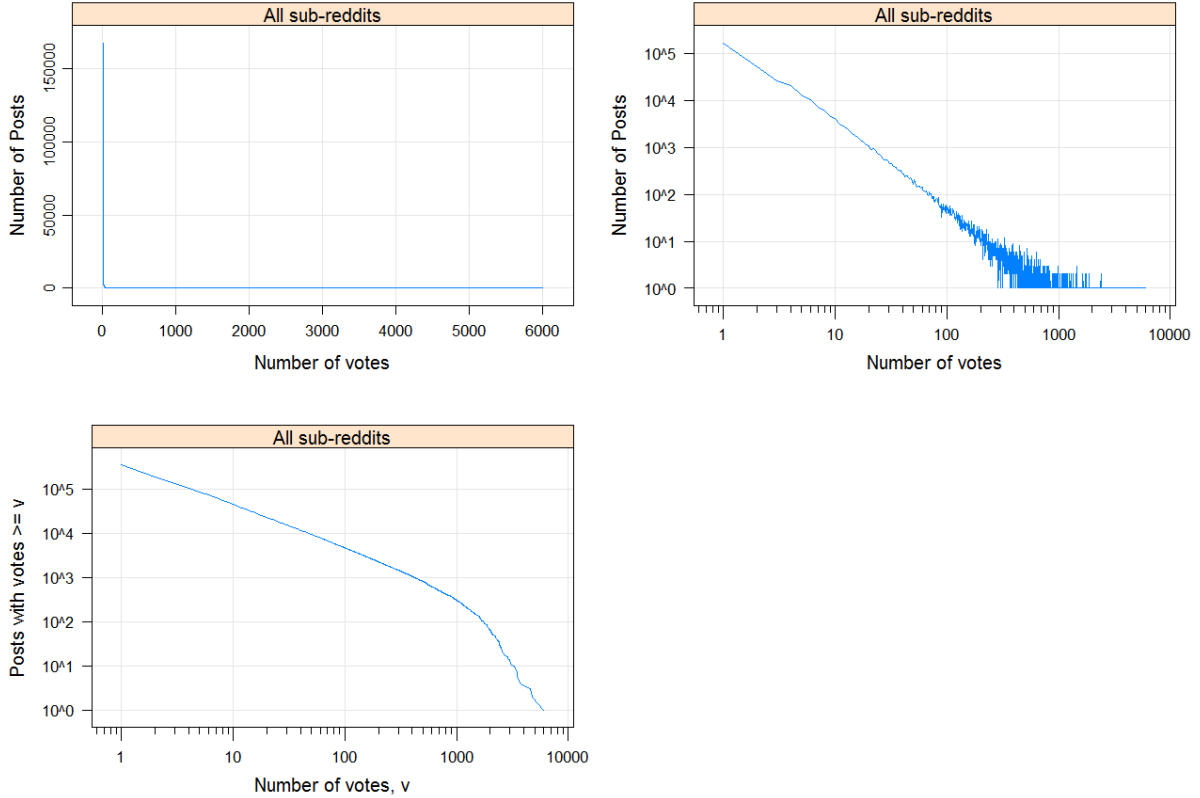 All sub-reddits
Number of Posts
150000
100000
50000
0
0 1000 2000 3000 4000 5000 6000
Number of votes
All sub-reddits
Number of Posts
10^5
10^4
10^3
10^2
10^1
10^0
1 10 100 1000 10000
Number of votes
All sub-reddits
Posts with votes >= v
10^5
10^4
10^3
10^2
10^1
10^0
1 10 100 1000 10000
Number of votes, v